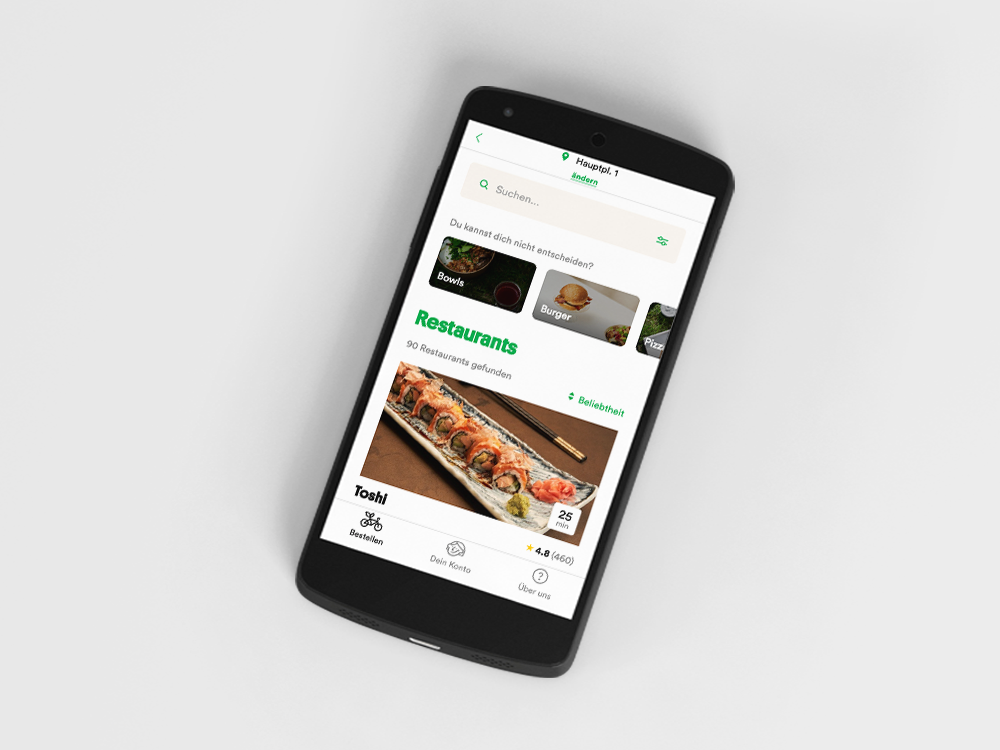 Hauptpl. 1
ändern
Suchen...
Du kannst dich nicht entscheiden?
Bowls
Burger
Restaurants
90 Restaurants gefunden
Beliebtheit
Toshi
25
min
4.8 (460)
Bestellen
Dein Konto
Über uns